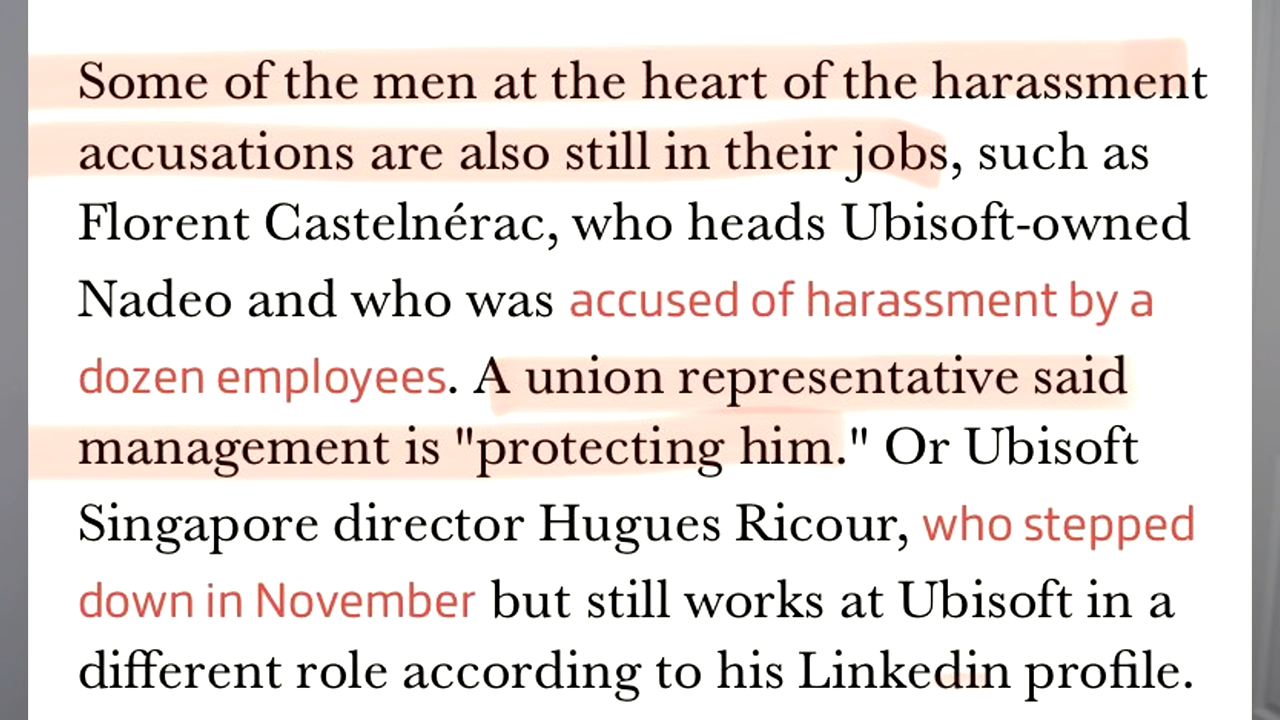 Some of the men at the heart of the harassment
accusations are also still in their jobs, such as
Florent Castelnérac, who heads Ubisoft-owned
Nadeo and who was accused of harassment by a
dozen employees. A union representative said
management is "protecting him." Or Ubisoft
Singapore director Hugues Ricour, who stepped
down in November but still works at Ubisoft in a
different role according to his Linkedin profile.